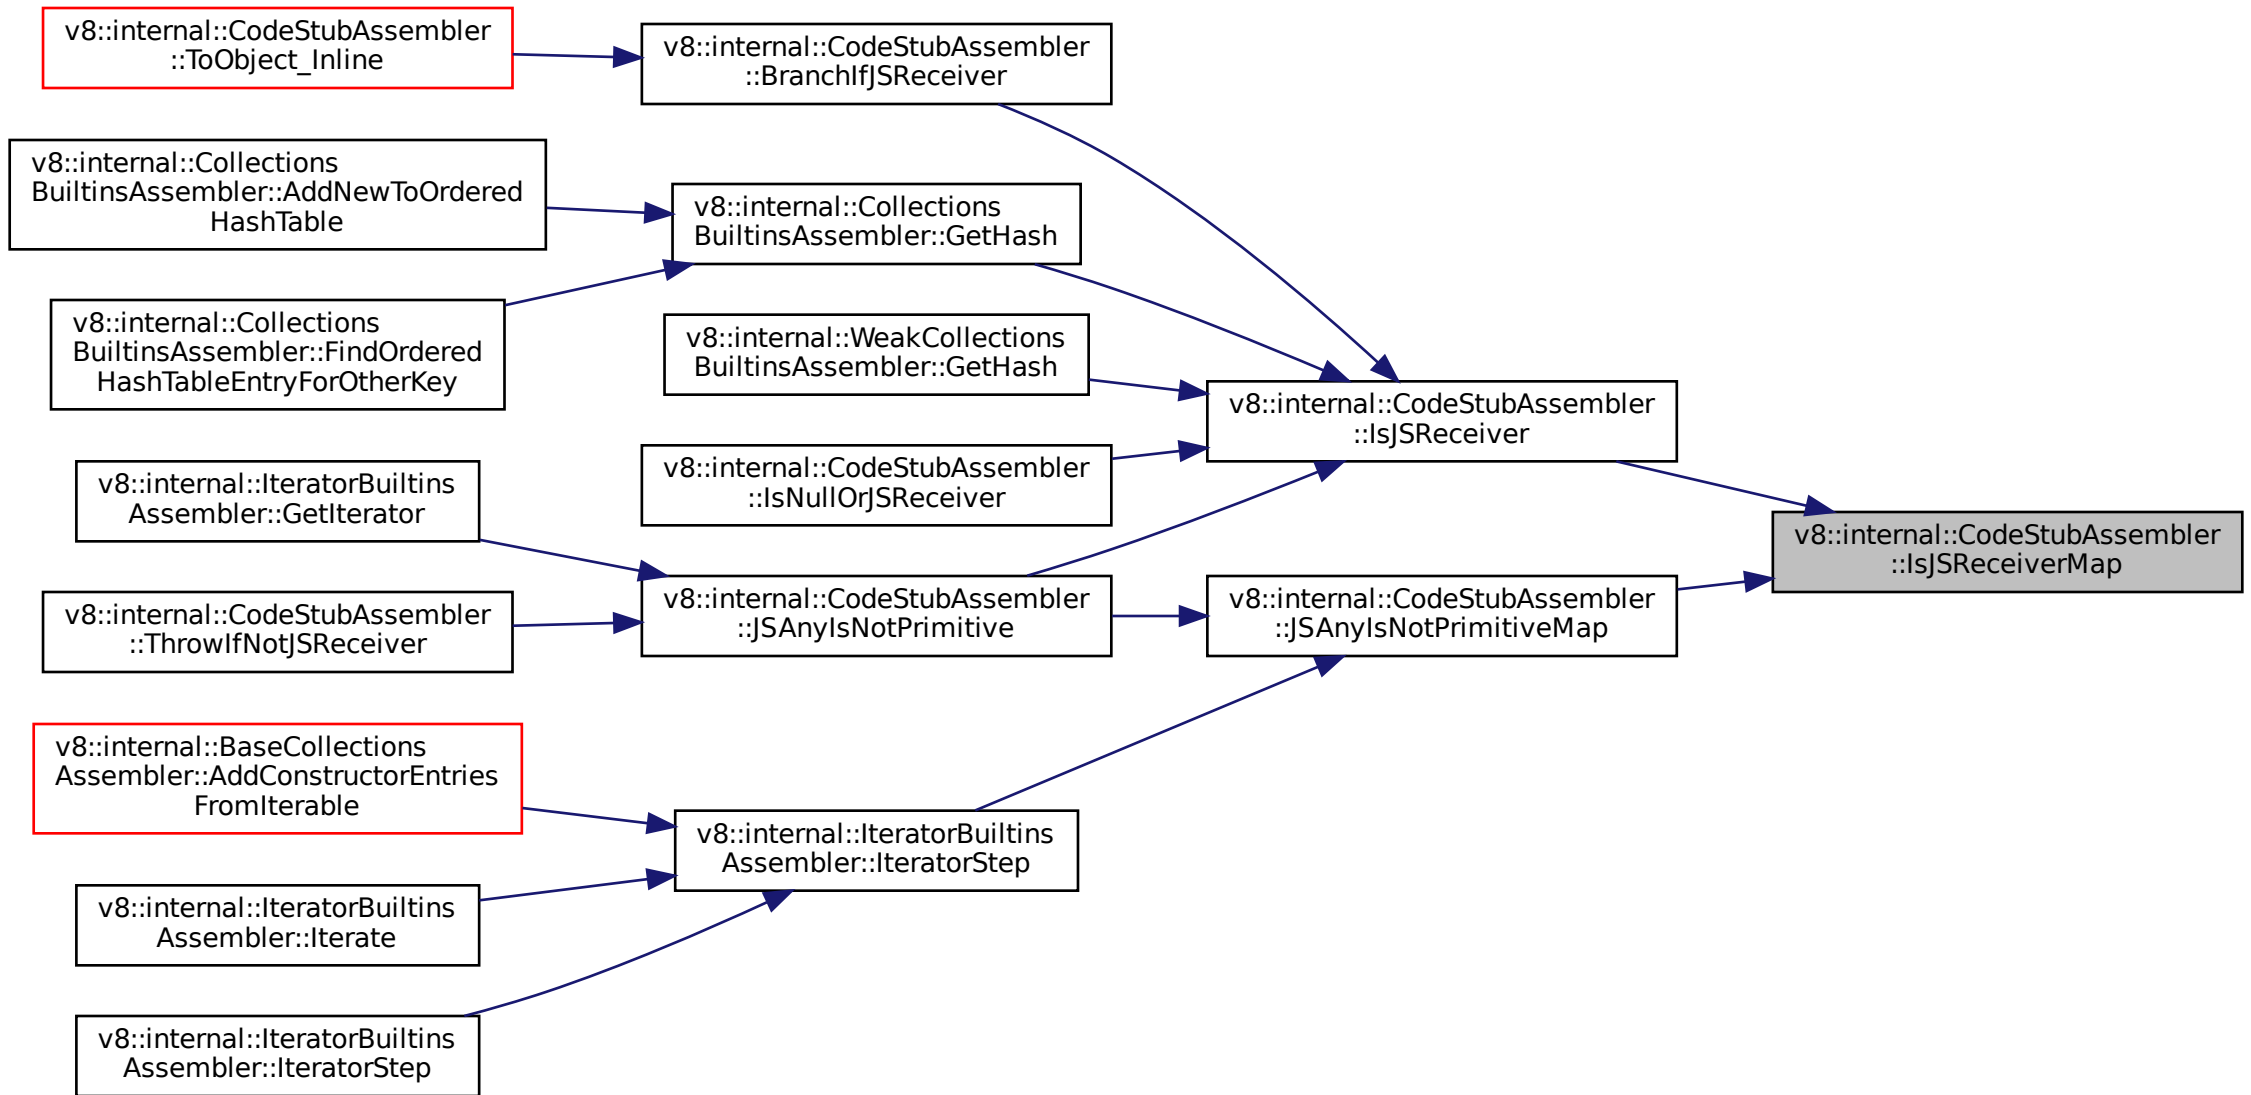 v8::internal::CodeStubAssembler
::ToObject_Inline
v8::internal::CodeStubAssembler
::BranchIfJSReceiver
v8::internal::Collections
BuiltinsAssembler::AddNewToOrdered
HashTable
v8::internal::Collections
BuiltinsAssembler::GetHash
v8::internal::Collections
BuiltinsAssembler::FindOrdered
HashTableEntryForOtherKey
v8::internal::WeakCollections
BuiltinsAssembler::GetHash
v8::internal::CodeStubAssembler
::IsJSReceiver
v8::internal::IteratorBuiltins
Assembler::GetIterator
v8::internal::CodeStubAssembler
::IsNullOrJSReceiver
v8::internal::CodeStubAssembler
::IsJSReceiverMap
v8::internal::CodeStubAssembler
::ThrowIfNotJSReceiver
v8::internal::CodeStubAssembler
::JSAnyIsNotPrimitive
v8::internal::CodeStubAssembler
::JSAnyIsNotPrimitiveMap
v8::internal::BaseCollections
Assembler::AddConstructorEntries
FromIterable
v8::internal::IteratorBuiltins
Assembler::IteratorStep
v8::internal::IteratorBuiltins
Assembler::Iterate
v8::internal::IteratorBuiltins
Assembler::IteratorStep